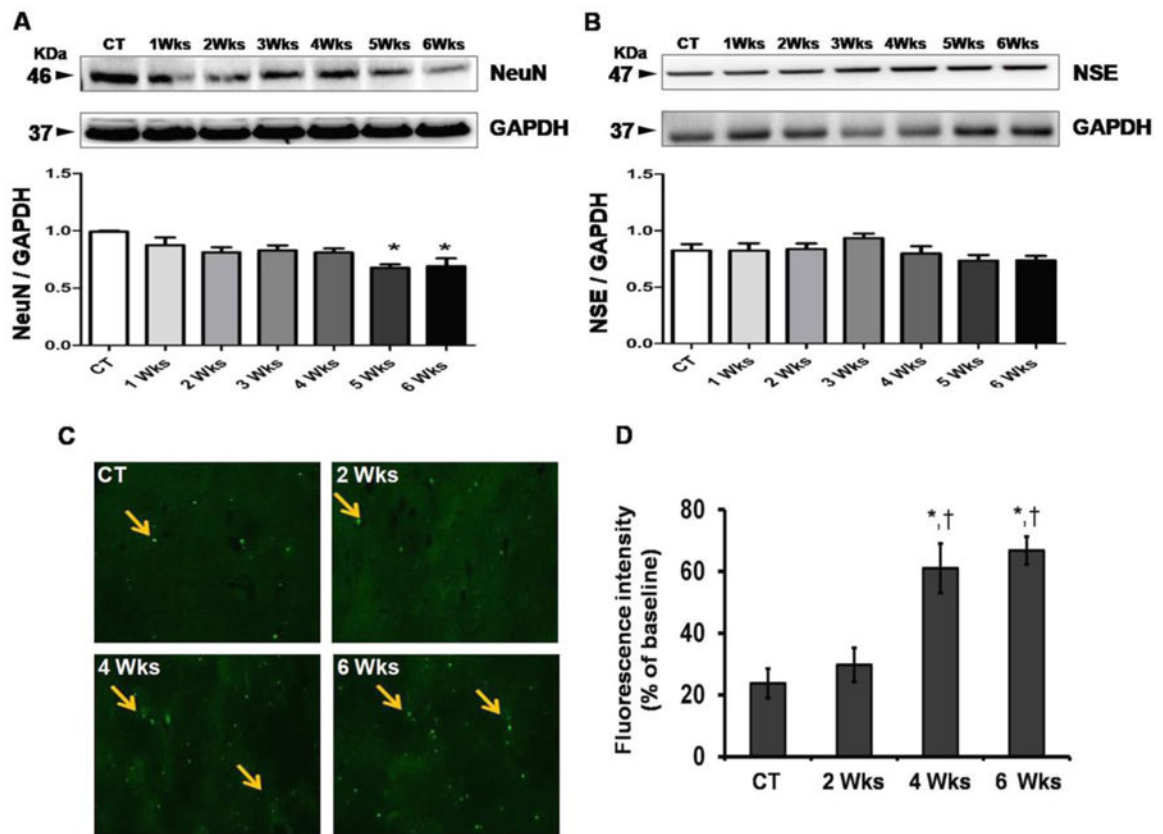 A
KDa
CT 1Wks 2Wks 3Wks 4Wks 5Wks 6Wks
46 NeuN
37 GAPDH
1.5
1.0
0.5
0.0
NeuN / GAPDH
* *
CT 1 Wks 2 Wks 3 Wks 4 Wks 5 Wks 6 Wks
B
KDa
CT 1Wks 2Wks 3Wks 4Wks 5Wks 6Wks
47 NSE
37 GAPDH
1.5
1.0
0.5
0.0
NSE / GAPDH
CT 1 Wks 2 Wks 3 Wks 4 Wks 5 Wks 6 Wks
C
CT
2 Wks
4 Wks
6 Wks
D
Fluorescence intensity
(% of baseline)
80
60
40
20
0
*,† *,†
CT 2 Wks 4 Wks 6 Wks